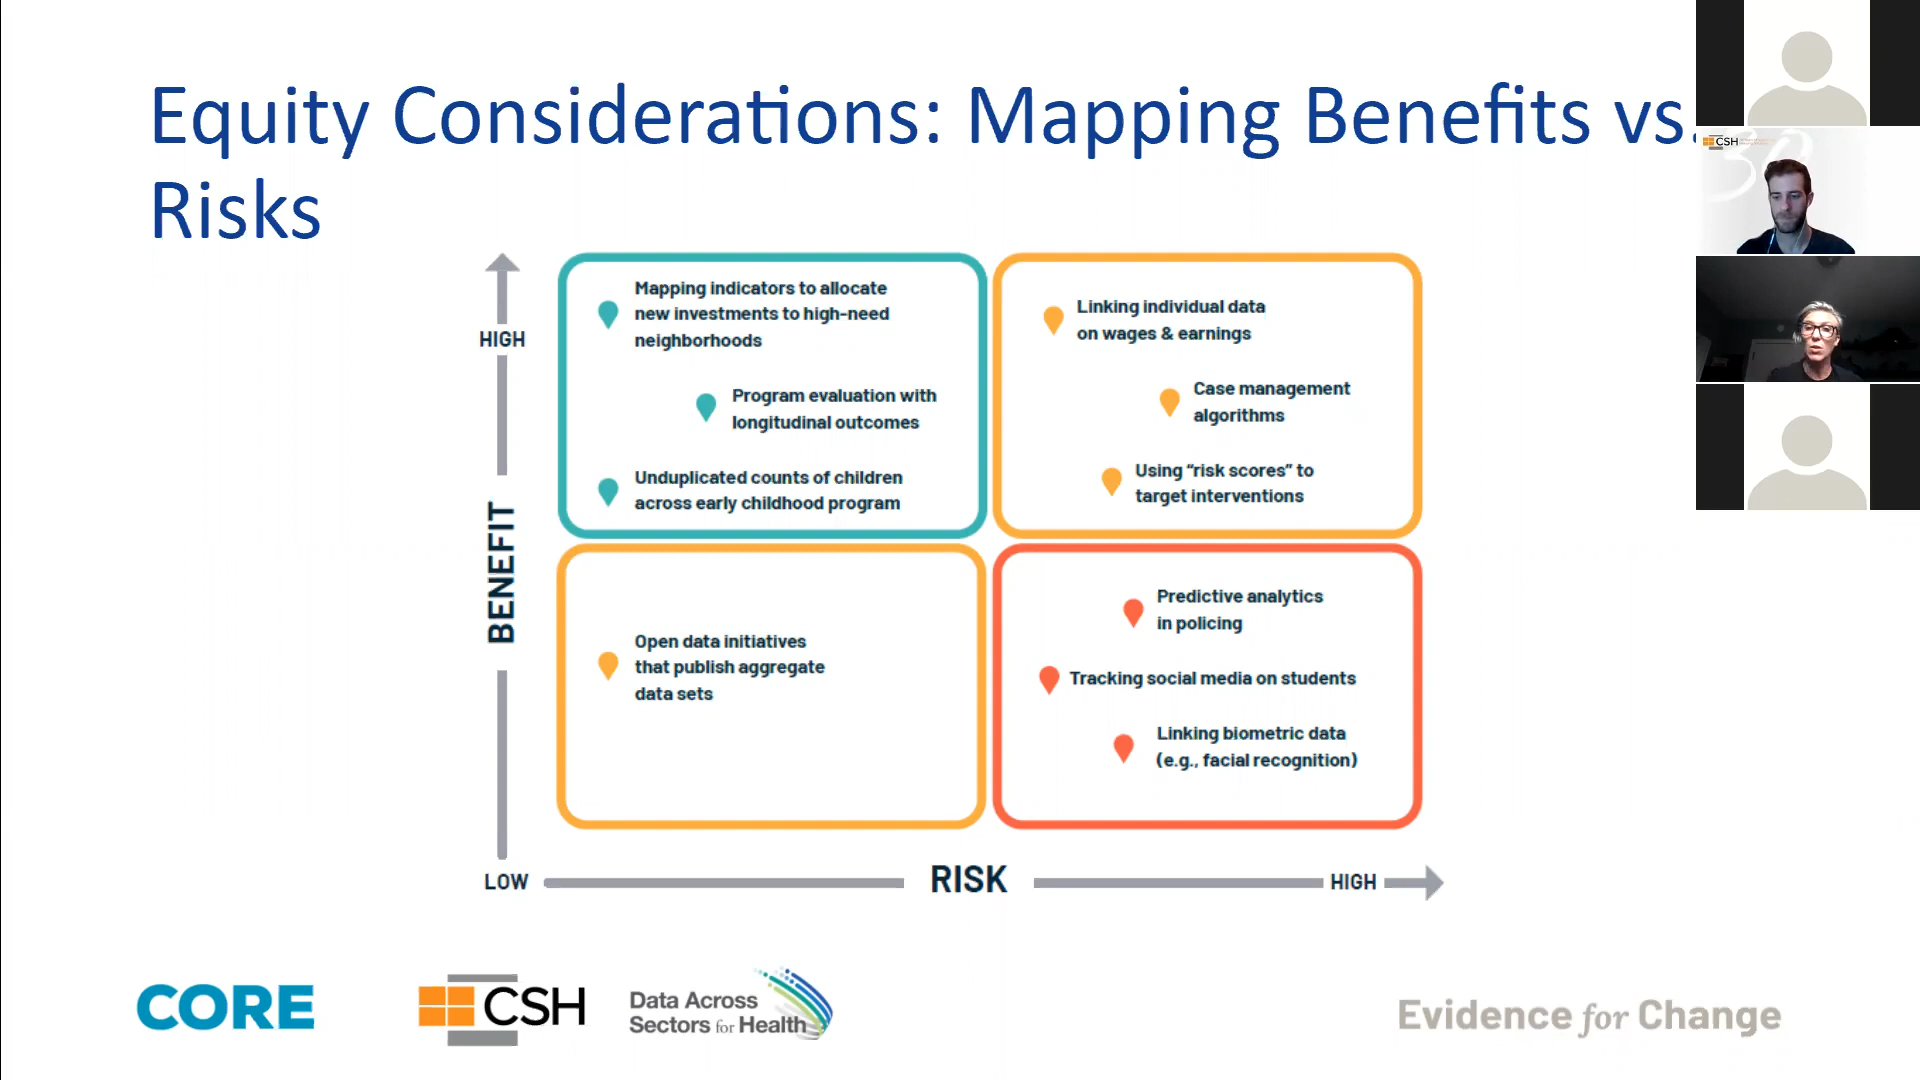 Equity Considerations: Mapping Benefits vs.
Risks
CSH
HIGH
BENEFIT
LOW
Mapping indicators to allocate
new investments to high-need
neighborhoods
Program evaluation with
longitudinal outcomes
Unduplicated counts of children
across early childhood program
Linking individual data
on wages & earnings
Case management
algorithms
Using “risk scores” to
target interventions
Open data initiatives
that publish aggregate
data sets
Predictive analytics
in policing
Tracking social media on students
Linking biometric data
(e.g., facial recognition)
RISK
HIGH
CORE
CSH
Data Across
Sectors for Health
Evidence for Change